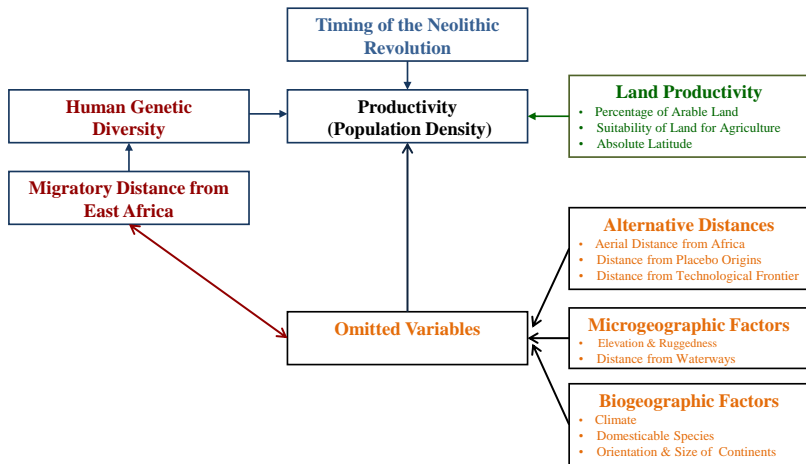 Timing of the Neolithic
Revolution
Human Genetic
Diversity
Productivity
(Population Density)
Land Productivity
• Percentage of Arable Land
• Suitability of Land for Agriculture
• Absolute Latitude
Migratory Distance from
East Africa
Alternative Distances
• Aerial Distance from Africa
• Distance from Placebo Origins
• Distance from Technological Frontier
Omitted Variables
Microgeographic Factors
• Elevation & Ruggedness
• Distance from Waterways
Biogeographic Factors
• Climate
• Domesticable Species
• Orientation & Size of Continents